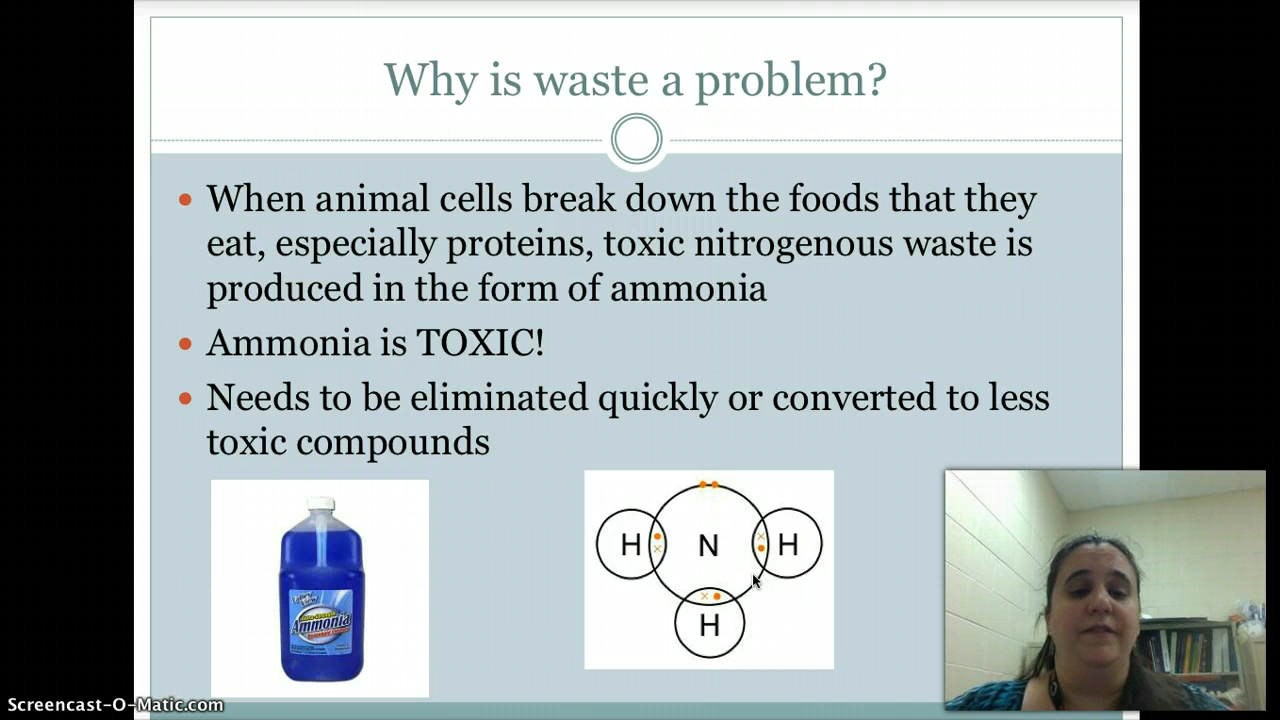 Why is waste a problem?
• When animal cells break down the foods that they
eat, especially proteins, toxic nitrogenous waste is
produced in the form of ammonia
• Ammonia is TOXIC!
• Needs to be eliminated quickly or converted to less
toxic compounds
Ammonia
H N H
H
Screencast-O-Matic.com